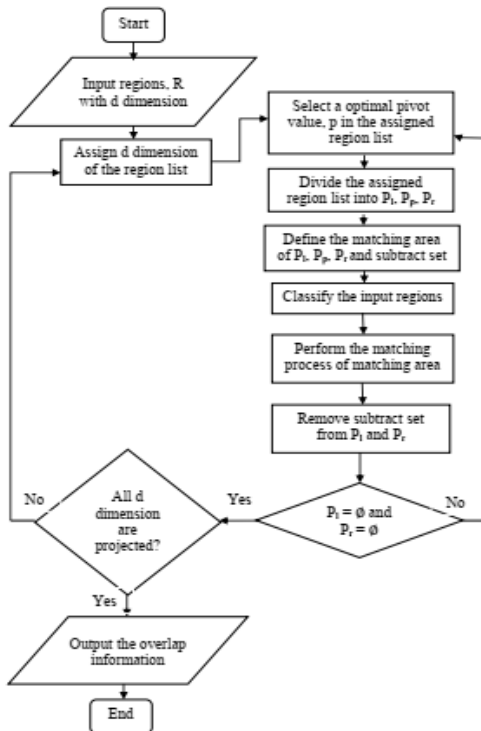 Start
Input regions, R
with d dimension
Assign d dimension
of the region list
Select a optimal pivot
value, p in the assigned
region list
Divide the assigned
region list into Pl, Pp, Pr
Define the matching area
of Pl, Pp, Pr and subtract set
Classify the input regions
Perform the matching
process of matching area
Remove subtract set
from Pl and Pr
Pl = ø and
Pr = ø
No
Yes
All d
dimension
are
projected?
No
Yes
Output the overlap
information
End